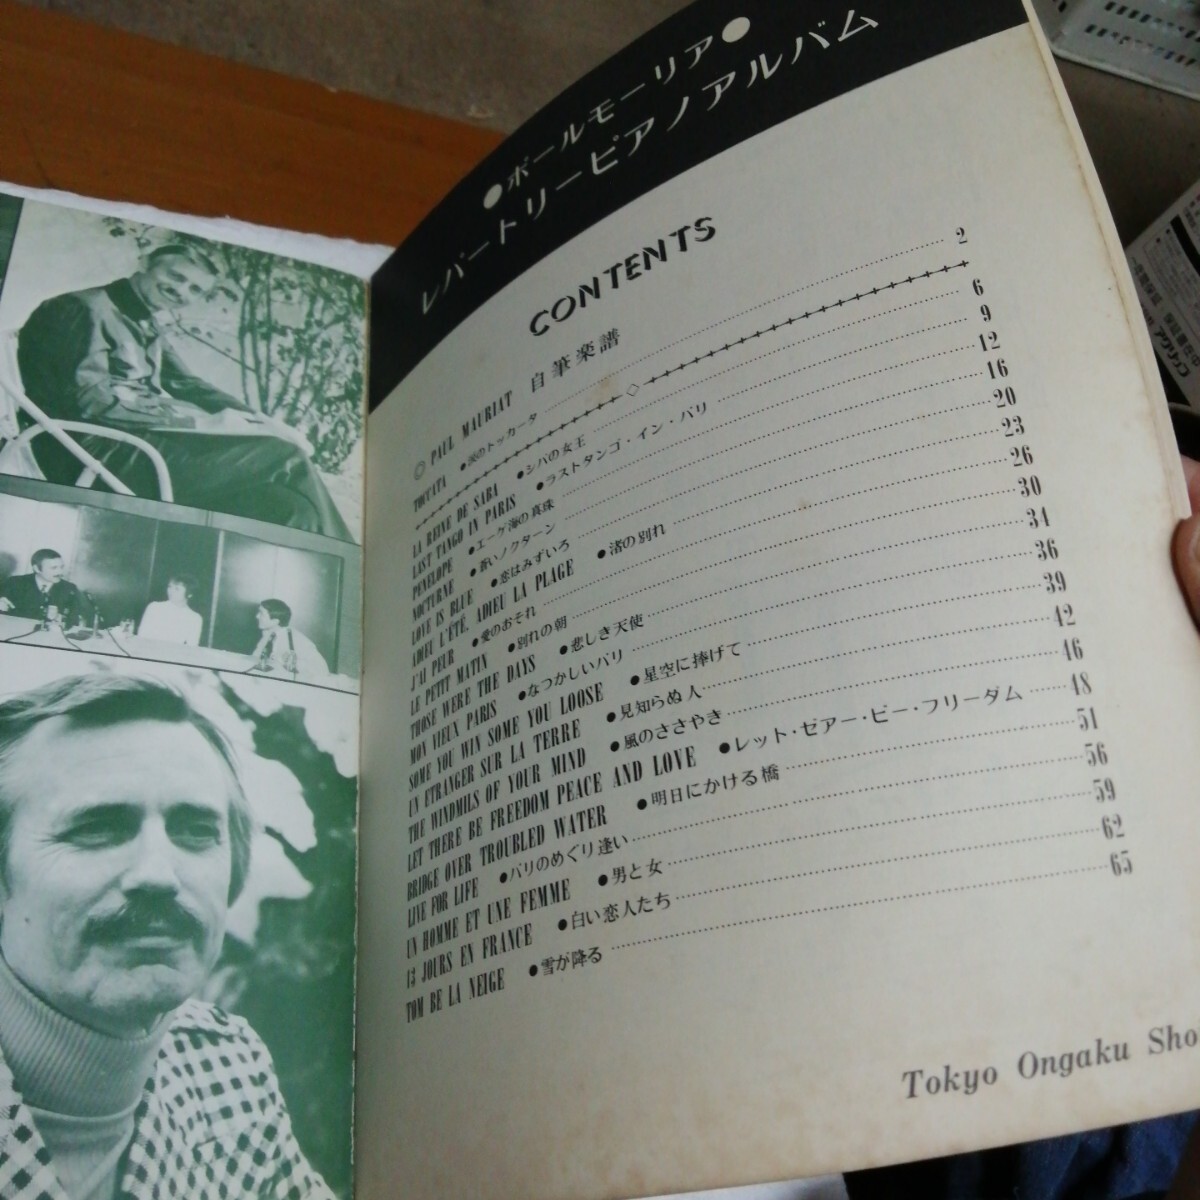 ●ポールモーリア●
レパートリーピアノアルバム
CONTENTS
◎ PAUL MAURIAT 自筆楽譜
TOCCATA ●涙のトッカータ 2
LA REINE DE SABA ●シバの女王 6
LAST TANGO IN PARIS ●ラストタンゴ・イン・パリ 9
PENELOPE ●エーゲ海の真珠 12
NOCTURNE ●蒼いノクターン 16
LOVE IS BLUE ●恋はみずいろ 20
ADIEU L'ÉTÉ, ADIEU LA PLAGE ●渚の別れ 23
J'AI PEUR ●愛のおそれ 26
LE PETIT MATIN ●別れの朝 30
THOSE WERE THE DAYS ●悲しき天使 34
MON VIEUX PARIS ●なつかしいパリ 36
SOME YOU WIN SOME YOU LOOSE ●星空に捧げて 39
UN ETRANGER SUR LA TERRE ●見知らぬ人 42
THE WINDMILS OF YOUR MIND ●風のささやき 46
LET THERE BE FREEDOM PEACE AND LOVE ●レット・ゼアー・ビー・フリーダム 48
BRIDGE OVER TROUBLED WATER ●明日にかける橋 51
LIVE FOR LIFE ●パリのめぐり逢い 56
UN HOMME ET UNE FEMME ●男と女 59
13 JOURS EN FRANCE ●白い恋人たち 62
TOM BE LA NEIGE ●雪が降る 65
Tokyo Ongaku Sho